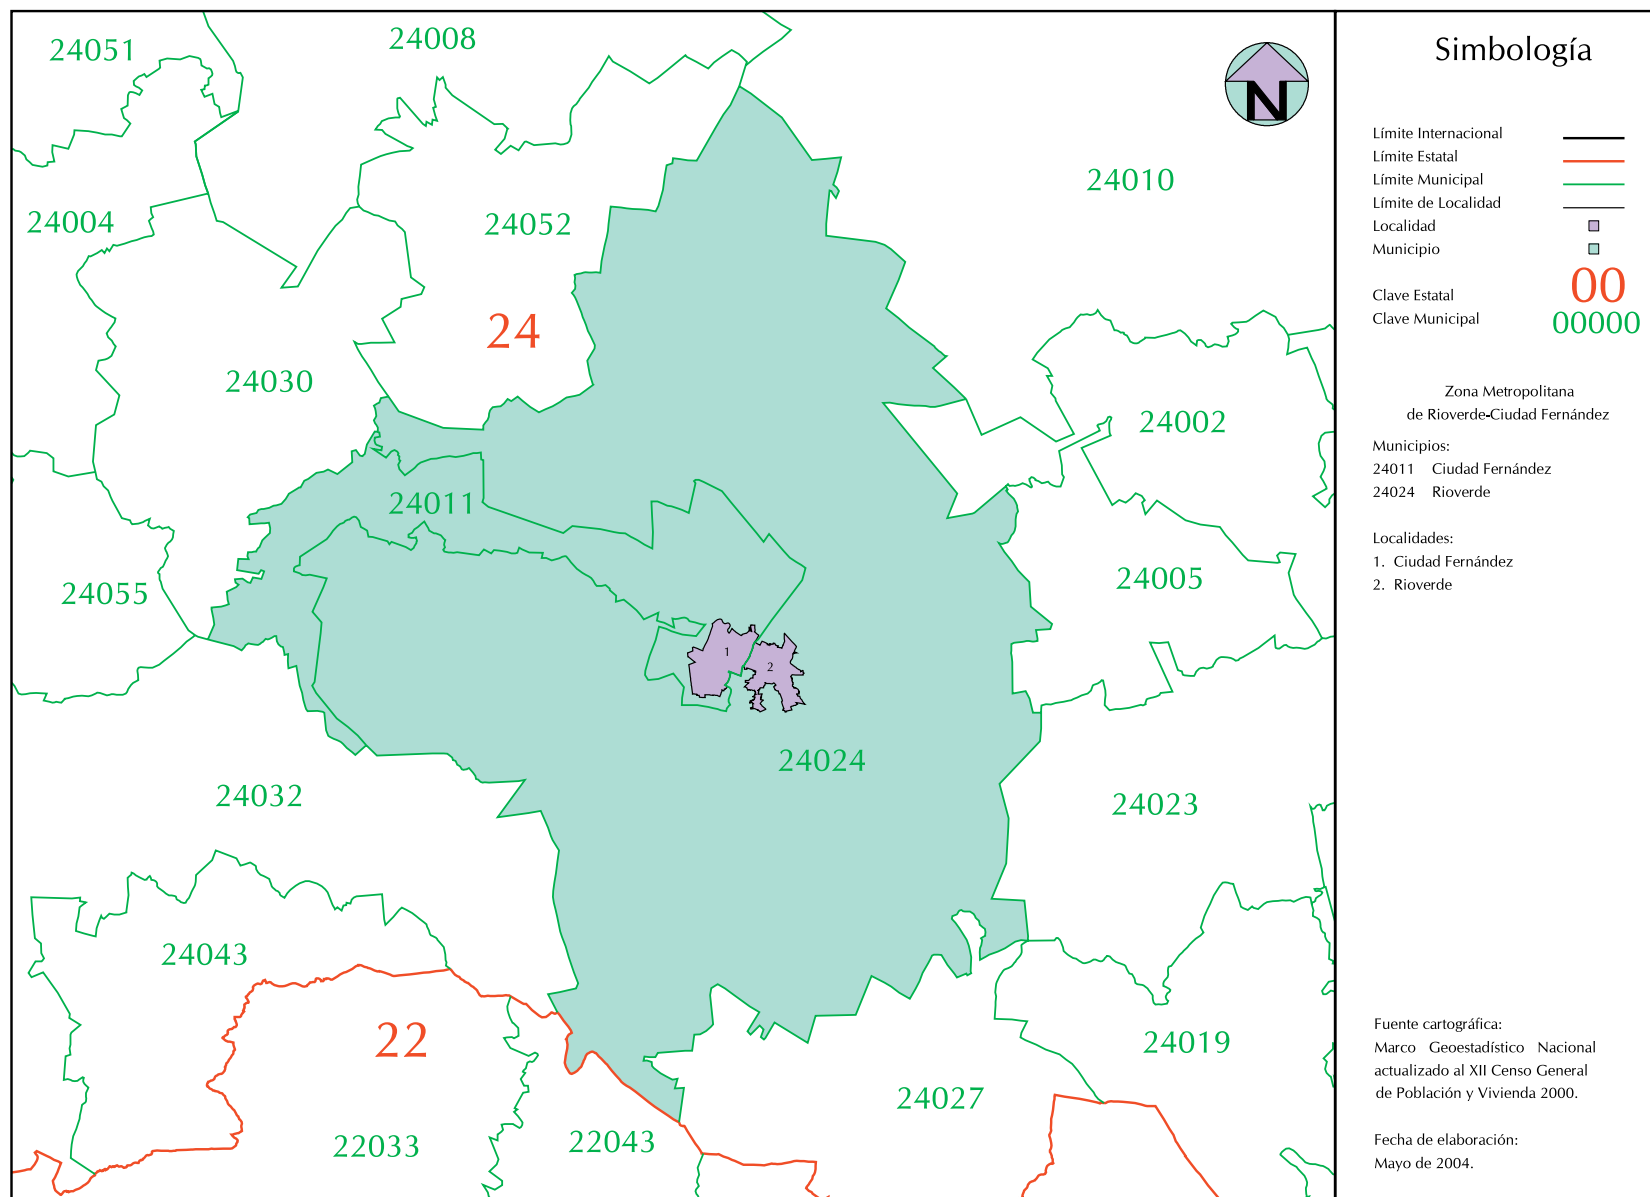 24051
24008
N
24010
24004
24052
24
24030
24002
24011
24005
24055
1
2
24024
24032
24023
24043
22
24019
24027
22033
22043
Simbología
Límite Internacional
Límite Estatal
Límite Municipal
Límite de Localidad
Localidad
Municipio
Clave Estatal 00
Clave Municipal 00000
Zona Metropolitana
de Rioverde-Ciudad Fernández
Municipios:
24011 Ciudad Fernández
24024 Rioverde
Localidades:
1. Ciudad Fernández
2. Rioverde
Fuente cartográfica:
Marco Geoestadístico Nacional
actualizado al XII Censo General
de Población y Vivienda 2000.
Fecha de elaboración:
Mayo de 2004.